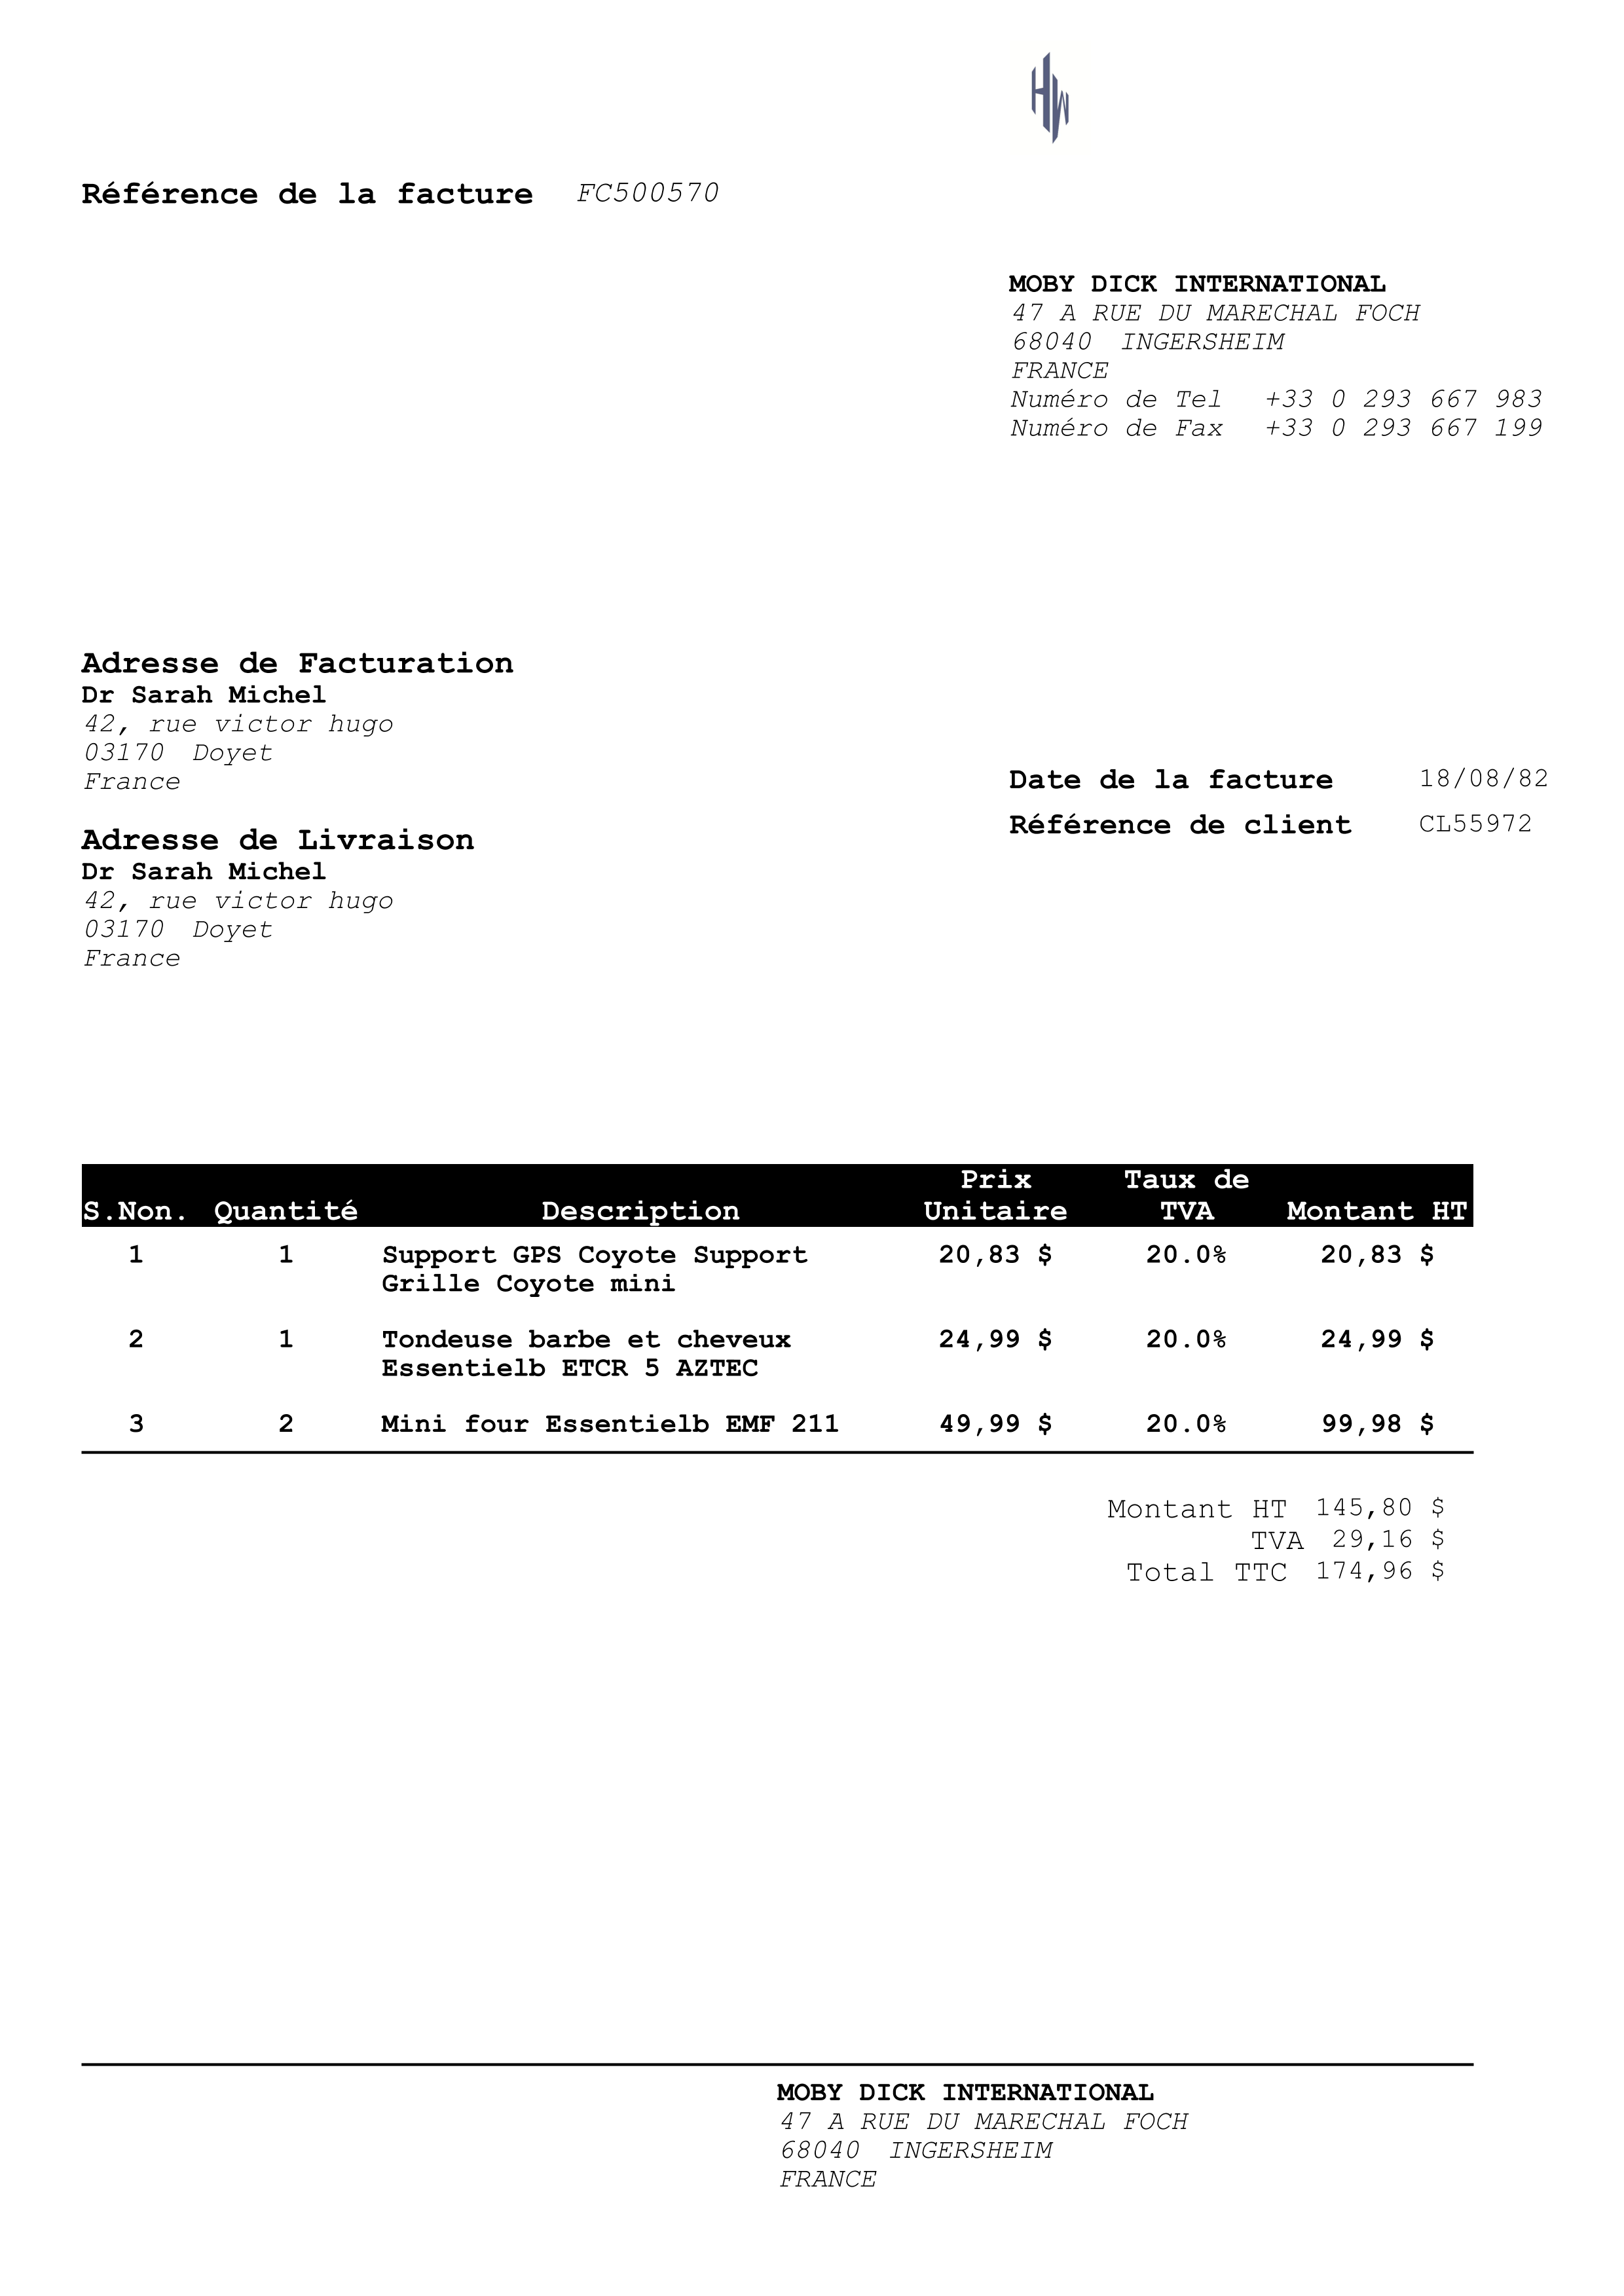 HW
Référence de la facture FC500570
MOBY DICK INTERNATIONAL
47 A RUE DU MARECHAL FOCH
68040 INGERSHEIM
FRANCE
Numéro de Tel +33 0 293 667 983
Numéro de Fax +33 0 293 667 199
Adresse de Facturation
Dr Sarah Michel
42, rue victor hugo
03170 Doyet
France
Date de la facture 18/08/82
Référence de client CL55972
Adresse de Livraison
Dr Sarah Michel
42, rue victor hugo
03170 Doyet
France
Prix Taux de
S.Non. Quantité Description Unitaire TVA Montant HT
1 1 Support GPS Coyote Support 20,83 $ 20.0% 20,83 $
Grille Coyote mini
2 1 Tondeuse barbe et cheveux 24,99 $ 20.0% 24,99 $
Essentielb ETCR 5 AZTEC
3 2 Mini four Essentielb EMF 211 49,99 $ 20.0% 99,98 $
Montant HT 145,80 $
TVA 29,16 $
Total TTC 174,96 $
MOBY DICK INTERNATIONAL
47 A RUE DU MARECHAL FOCH
68040 INGERSHEIM
FRANCE